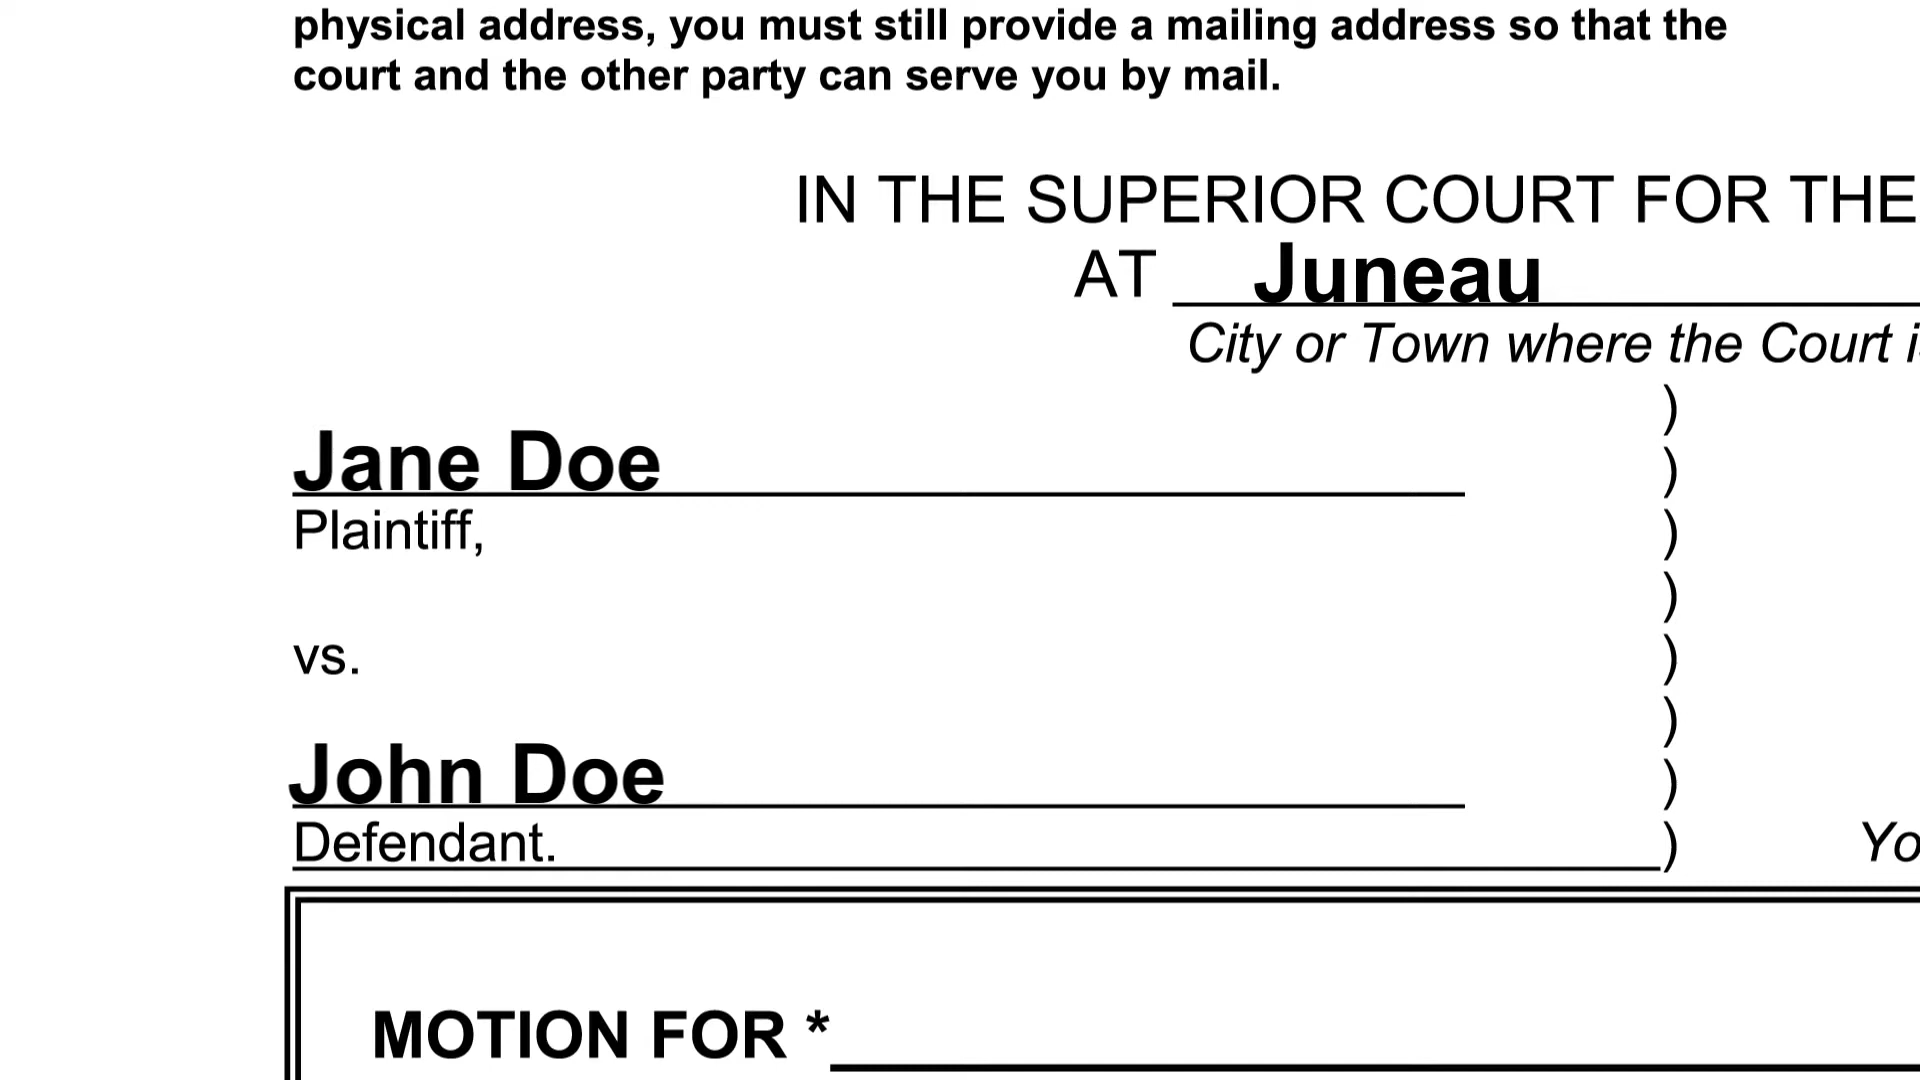 physical address, you must still provide a mailing address so that the
court and the other party can serve you by mail.
IN THE SUPERIOR COURT FOR THE
AT Juneau
City or Town where the Court i
)
Jane Doe )
Plaintiff, )
)
vs. )
)
John Doe )
Defendant. ) Yo
MOTION FOR *